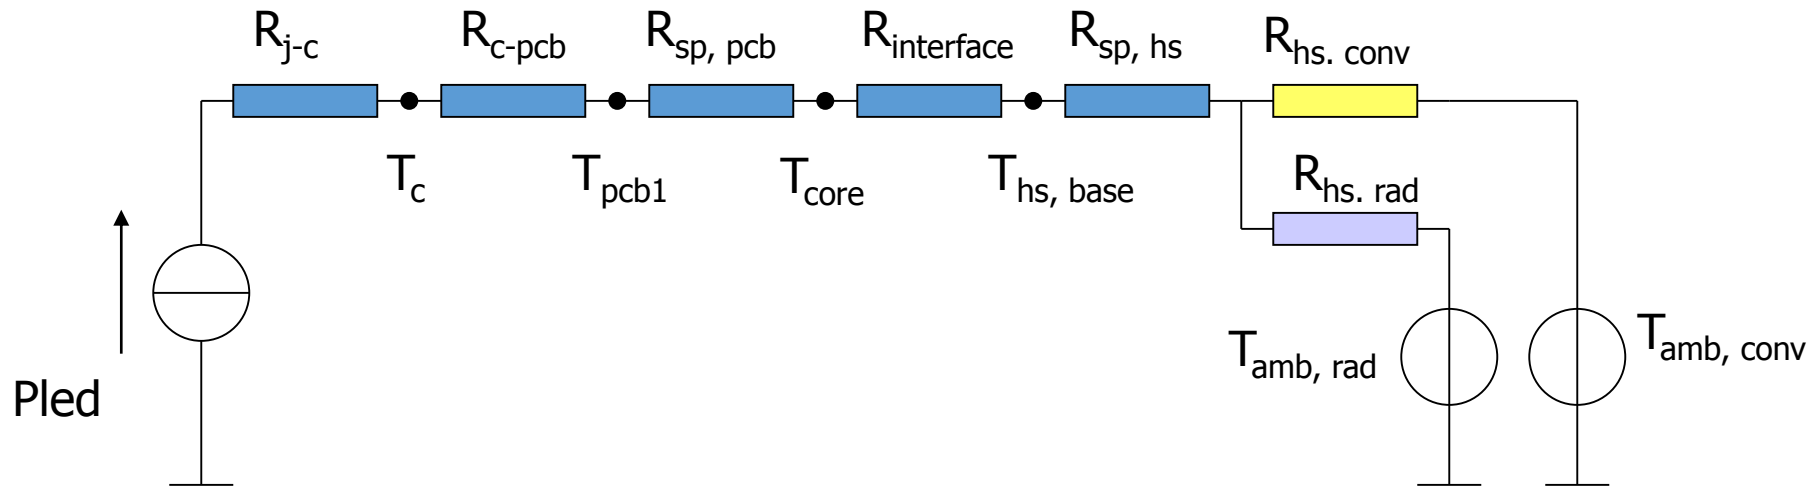 Rj-c
Rc-pcb
Rsp, pcb
Rinterface
Rsp, hs
Rhs. conv
Tc
Tpcb1
Tcore
Ths, base
Rhs. rad
Tamb, rad
Tamb, conv
Pled